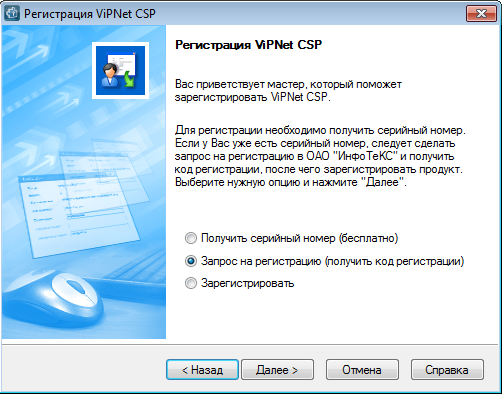 Регистрация ViPNet CSP
Регистрация ViPNet CSP
Вас приветствует мастер, который поможет
зарегистрировать ViPNet CSP.
Для регистрации необходимо получить серийный номер.
Если у Вас уже есть серийный номер, следует сделать
запрос на регистрацию в ОАО "ИнфоТеКС" и получить
код регистрации, после чего зарегистрировать продукт.
Выберите нужную опцию и нажмите "Далее".
Получить серийный номер (бесплатно)
Запрос на регистрацию (получить код регистрации)
Зарегистрировать
< Назад Далее > Отмена Справка